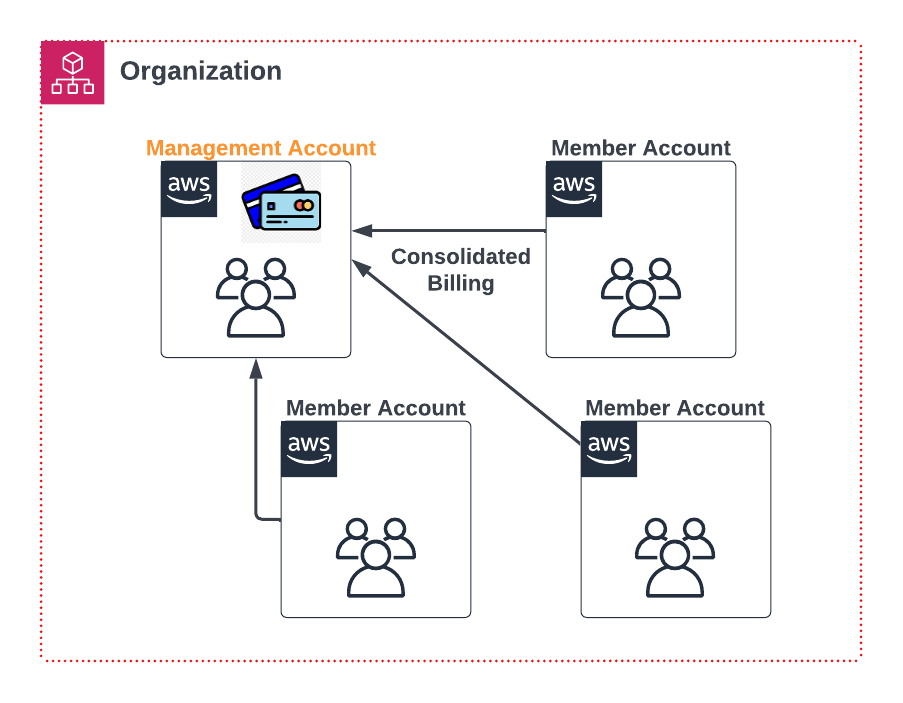 Organization
Management Account
Member Account
aws
aws
Consolidated
Billing
Member Account
Member Account
aws
aws